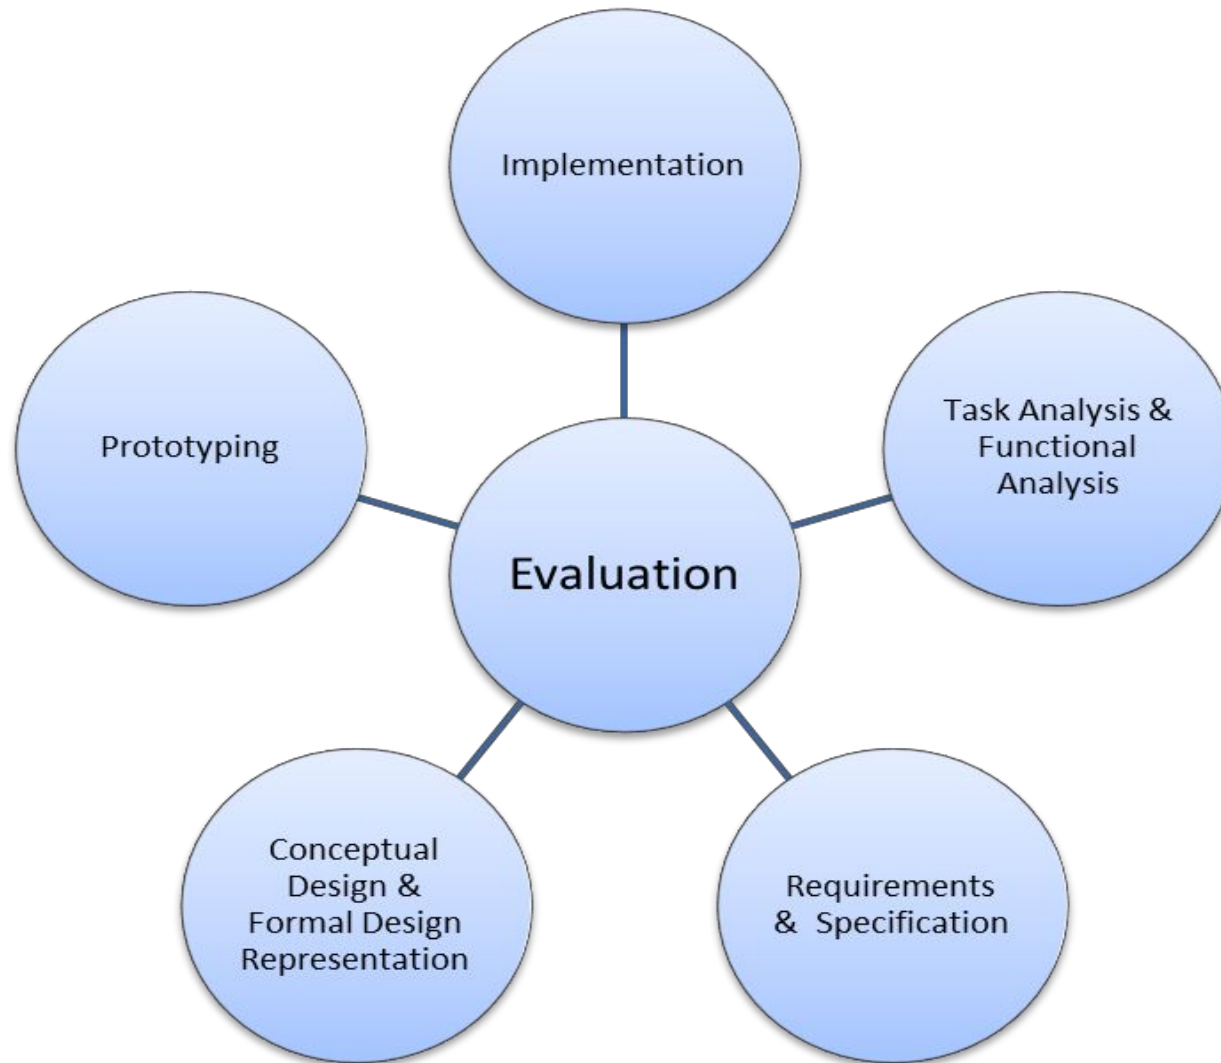 Implementation
Prototyping
Task Analysis &
Functional
Analysis
Evaluation
Conceptual
Design &
Formal Design
Representation
Requirements
& Specification